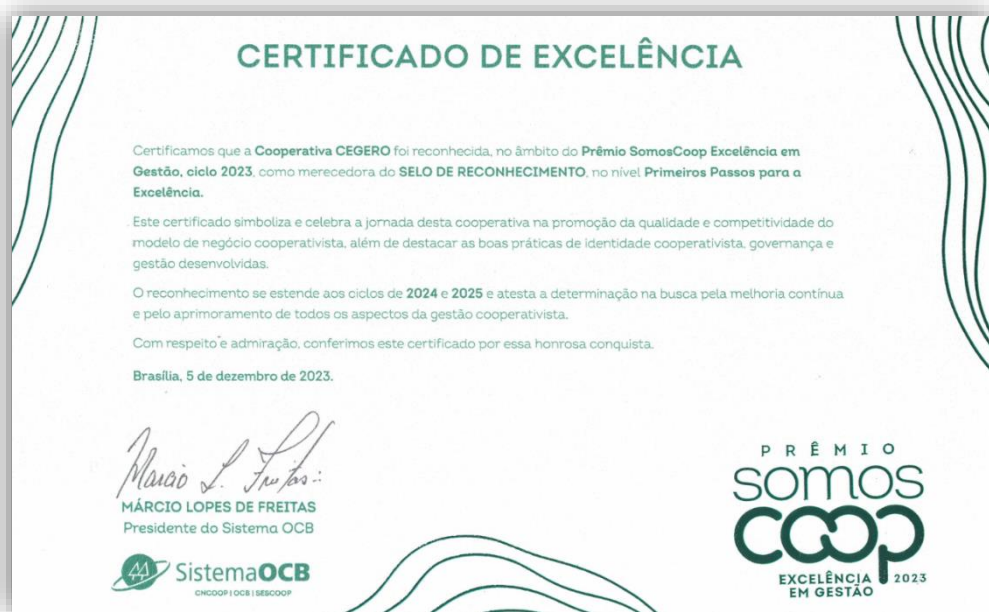 CERTIFICADO DE EXCELÊNCIA
Certificamos que a Cooperativa CEGERO foi reconhecida, no âmbito do Prêmio SomosCoop Excelência em
Gestão, ciclo 2023, como merecedora do SELO DE RECONHECIMENTO, no nível Primeiros Passos para a
Excelência.
Este certificado simboliza e celebra a jornada desta cooperativa na promoção da qualidade e competitividade do
modelo de negócio cooperativista, além de destacar as boas práticas de identidade cooperativista, governança e
gestão desenvolvidas.
O reconhecimento se estende aos ciclos de 2024 e 2025 e atesta a determinação na busca pela melhoria contínua
e pelo aprimoramento de todos os aspectos da gestão cooperativista.
Com respeito e admiração, conferimos este certificado por essa honrosa conquista.
Brasília, 5 de dezembro de 2023.
Marcio L. Freitas
MÁRCIO LOPES DE FREITAS
Presidente do Sistema OCB
SistemaOCB
CNCOOP | OCB | SESCOOP
PRÊMIO
somos
coop
EXCELÊNCIA 2023
EM GESTÃO